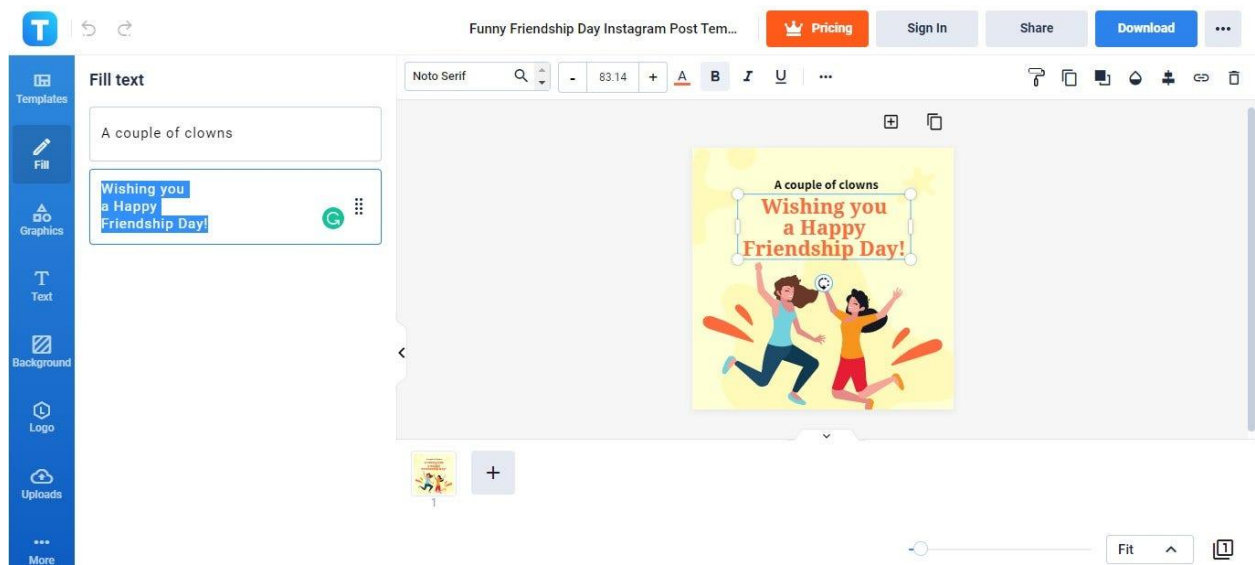 T
Funny Friendship Day Instagram Post Tem...
Pricing
Sign In
Share
Download
Templates
Fill
Graphics
Text
Background
Logo
Uploads
More
Fill text
A couple of clowns
Wishing you
a Happy
Friendship Day!
Noto Serif
- 83.14 + A B I U
A couple of clowns
Wishing you
a Happy
Friendship Day!
1
+
Fit
1